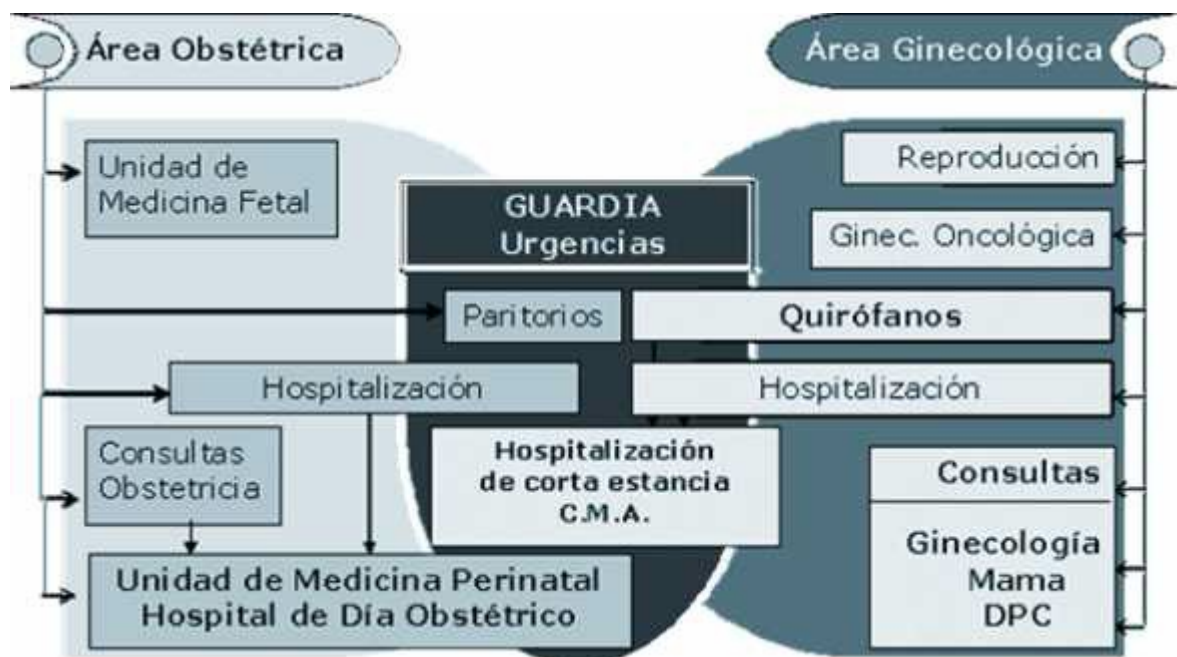 Área Obstétrica
Área Ginecológica
Unidad de
Medicina Fetal
Reproducción
GUARDIA
Urgencias
Ginec. Oncológica
Paritorios
Quirófanos
Hospitalización
Hospitalización
Consultas
Obstetricia
Hospitalización
de corta estancia
C.M.A.
Consultas
Ginecología
Mama
DPC
Unidad de Medicina Perinatal
Hospital de Día Obstétrico